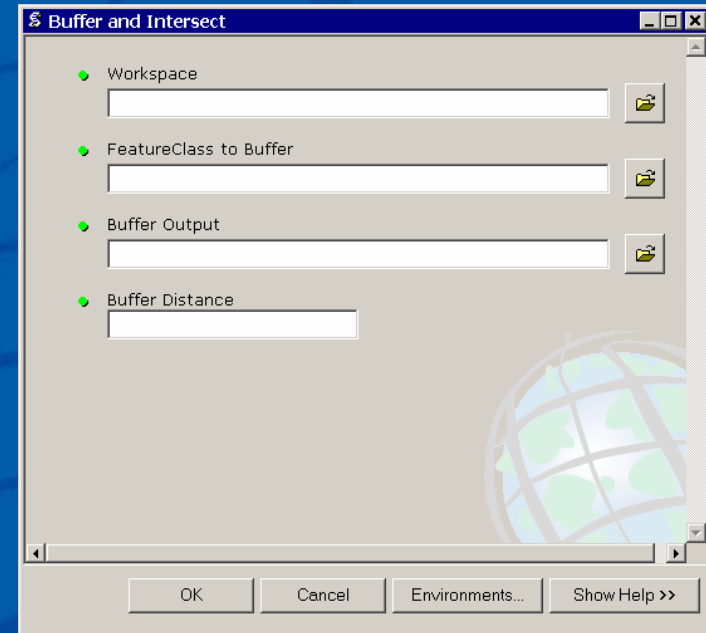 Buffer and Intersect
Workspace
FeatureClass to Buffer
Buffer Output
Buffer Distance
OK
Cancel
Environments...
Show Help >>